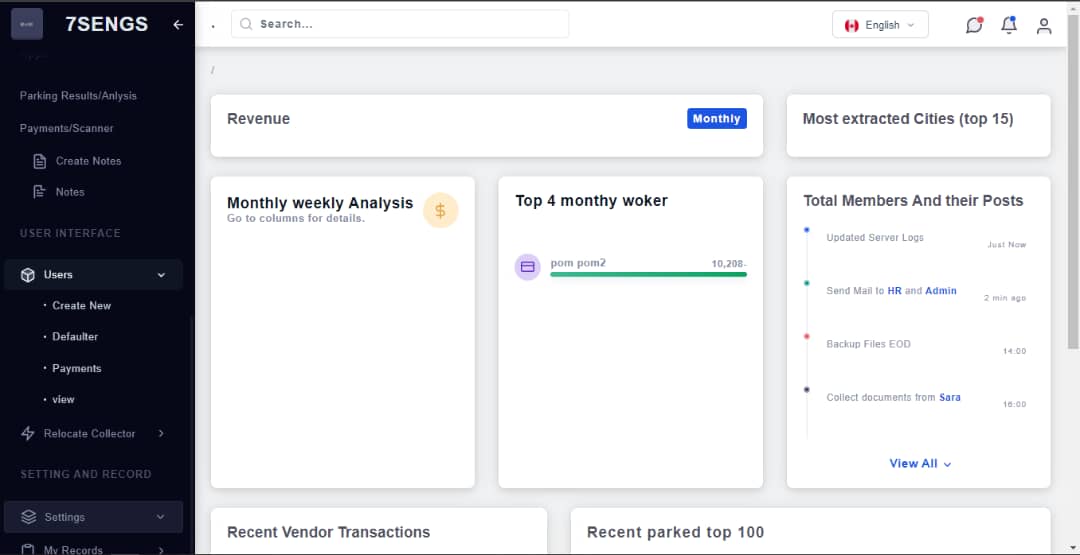 7SENGS
Parking Results/Anlysis
Payments/Scanner
Create Notes
Notes
USER INTERFACE
Users
Create New
Defaulter
Payments
view
Relocate Collector
SETTING AND RECORD
Settings
My Records
Search...
English
/
Revenue
Monthly
Most extracted Cities (top 15)
Monthly weekly Analysis
Go to columns for details.
$
Top 4 monthy woker
pom pom2
10,208-
Total Members And their Posts
Updated Server Logs
Just Now
Send Mail to HR and Admin
2 min ago
Backup Files EOD
14:00
Collect documents from Sara
16:00
View All
Recent Vendor Transactions
Recent parked top 100